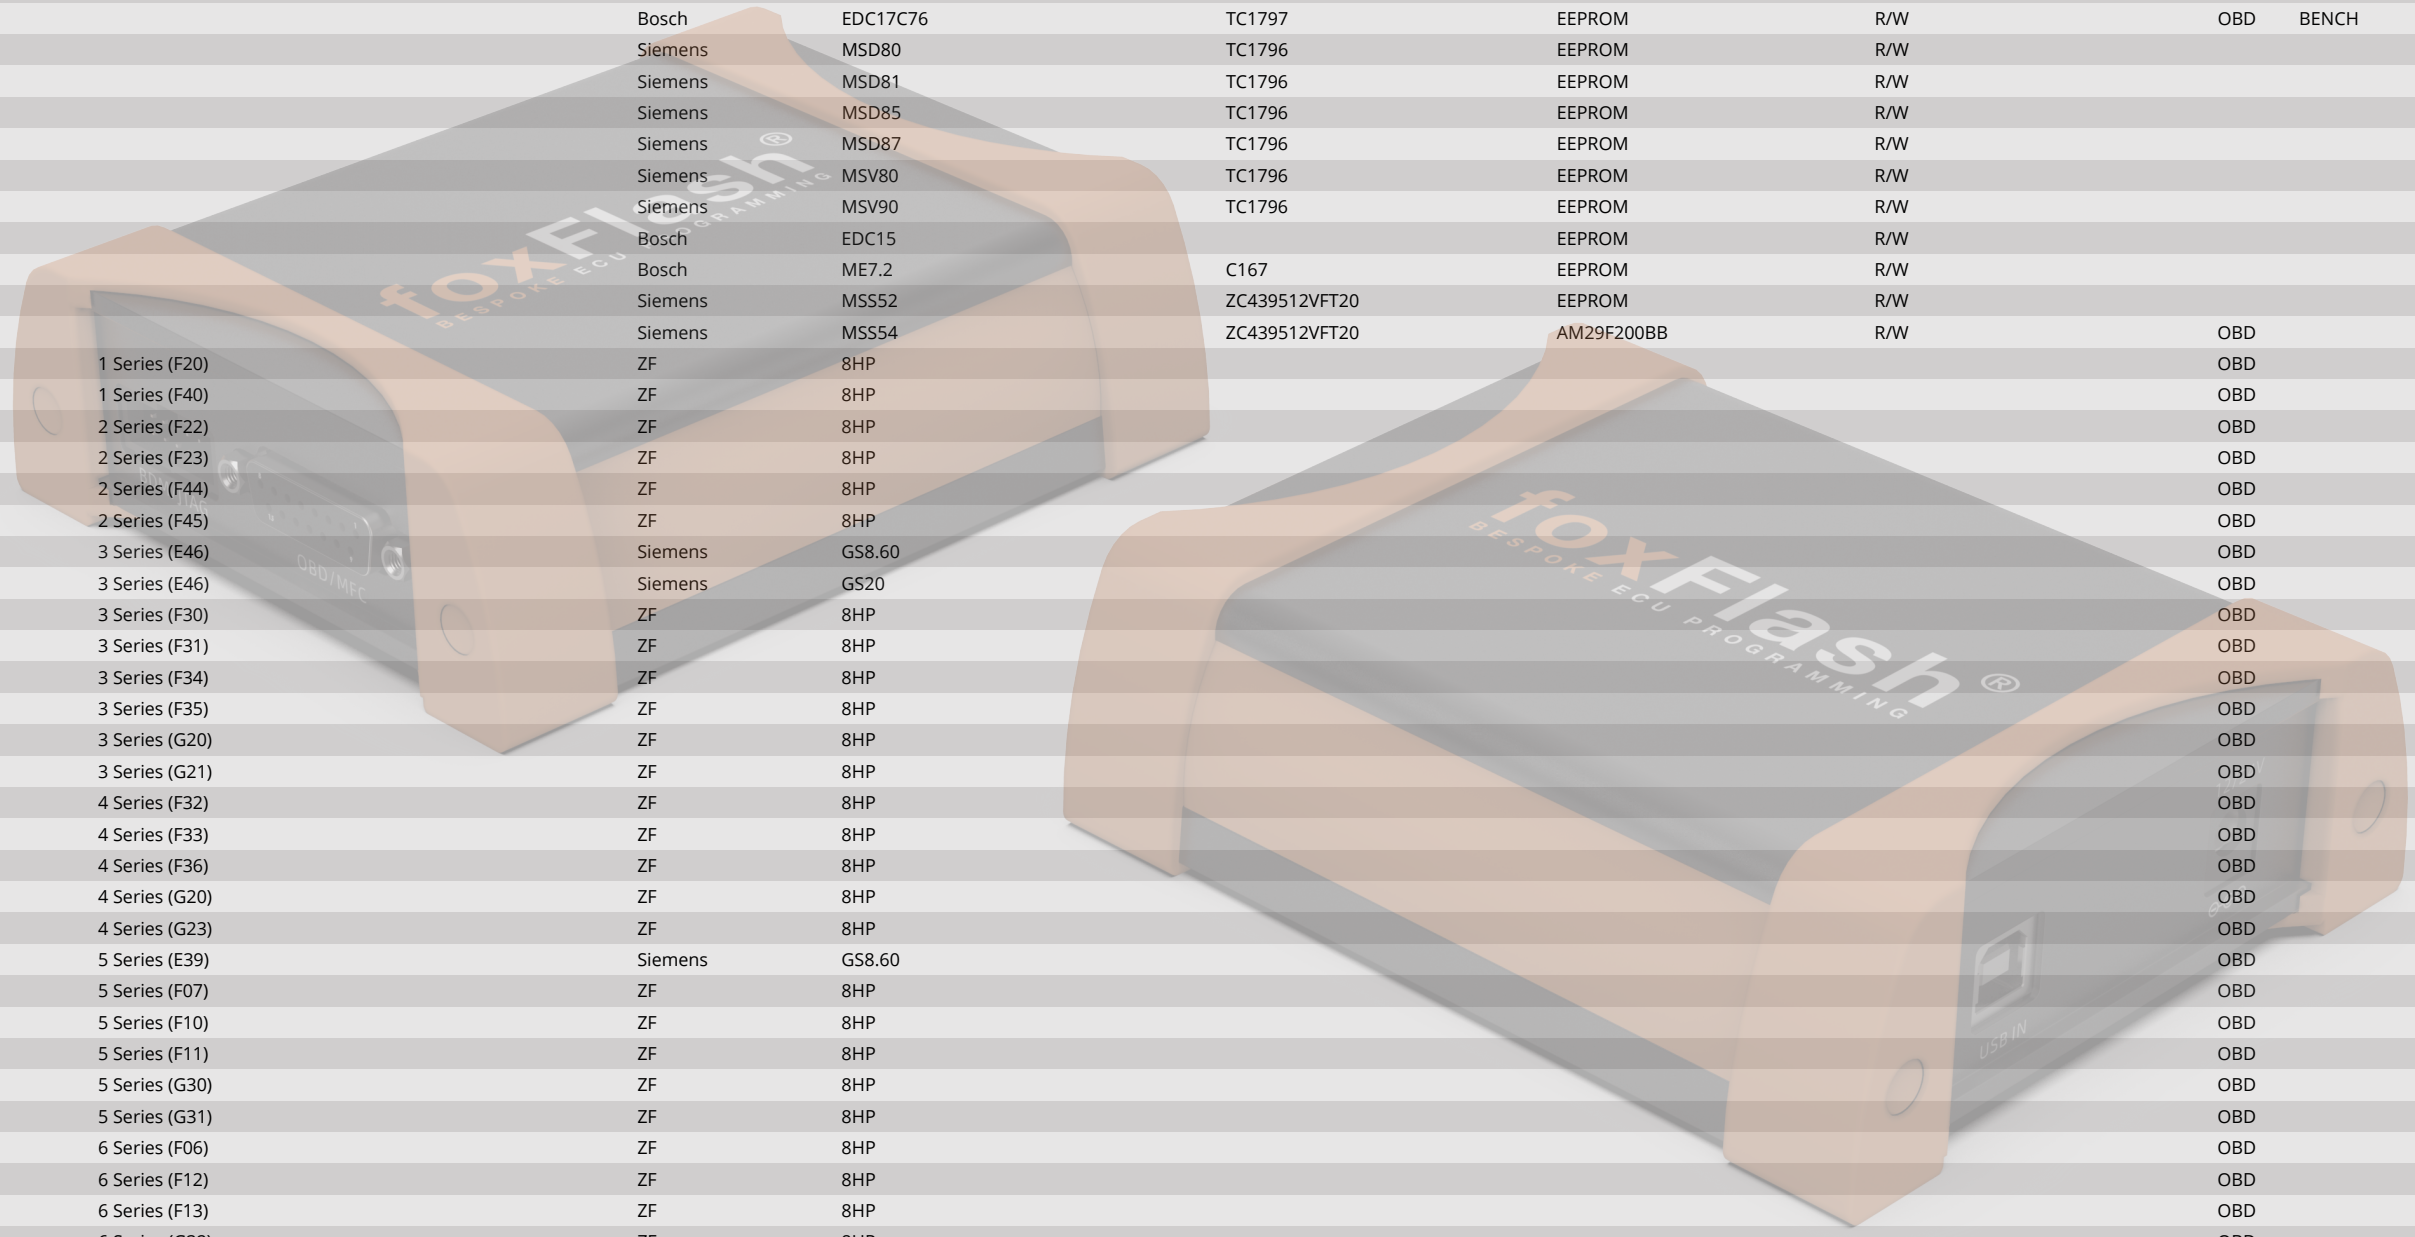 Bosch EDC17C76 TC1797 EEPROM R/W OBD BENCH
Siemens MSD80 TC1796 EEPROM R/W
Siemens MSD81 TC1796 EEPROM R/W
Siemens MSD85 TC1796 EEPROM R/W
Siemens MSD87 TC1796 EEPROM R/W
Siemens MSV80 TC1796 EEPROM R/W
Siemens MSV90 TC1796 EEPROM R/W
Bosch EDC15 EEPROM R/W
Bosch ME7.2 C167 EEPROM R/W
Siemens MSS52 ZC439512VFT20 EEPROM R/W
Siemens MSS54 ZC439512VFT20 AM29F200BB R/W OBD
1 Series (F20) ZF 8HP OBD
1 Series (F40) ZF 8HP OBD
2 Series (F22) ZF 8HP OBD
2 Series (F23) ZF 8HP OBD
2 Series (F44) ZF 8HP OBD
2 Series (F45) ZF 8HP OBD
3 Series (E46) Siemens GS8.60 OBD
3 Series (E46) Siemens GS20 OBD
3 Series (F30) ZF 8HP OBD
3 Series (F31) ZF 8HP OBD
3 Series (F34) ZF 8HP OBD
3 Series (F35) ZF 8HP OBD
3 Series (G20) ZF 8HP OBD
3 Series (G21) ZF 8HP OBD
4 Series (F32) ZF 8HP OBD
4 Series (F33) ZF 8HP OBD
4 Series (F36) ZF 8HP OBD
4 Series (G20) ZF 8HP OBD
4 Series (G23) ZF 8HP OBD
5 Series (E39) Siemens GS8.60 OBD
5 Series (F07) ZF 8HP OBD
5 Series (F10) ZF 8HP OBD
5 Series (F11) ZF 8HP OBD
5 Series (G30) ZF 8HP OBD
5 Series (G31) ZF 8HP OBD
6 Series (F06) ZF 8HP OBD
6 Series (F12) ZF 8HP OBD
6 Series (F13) ZF 8HP OBD
foxFlash®
BESPOKE ECU PROGRAMMING
OBD/MFC
foxFlash®
BESPOKE ECU PROGRAMMING
USB IN